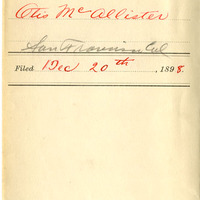 Otis McAllister
San Francisco Cal
Filed Dec 20th, 1898.